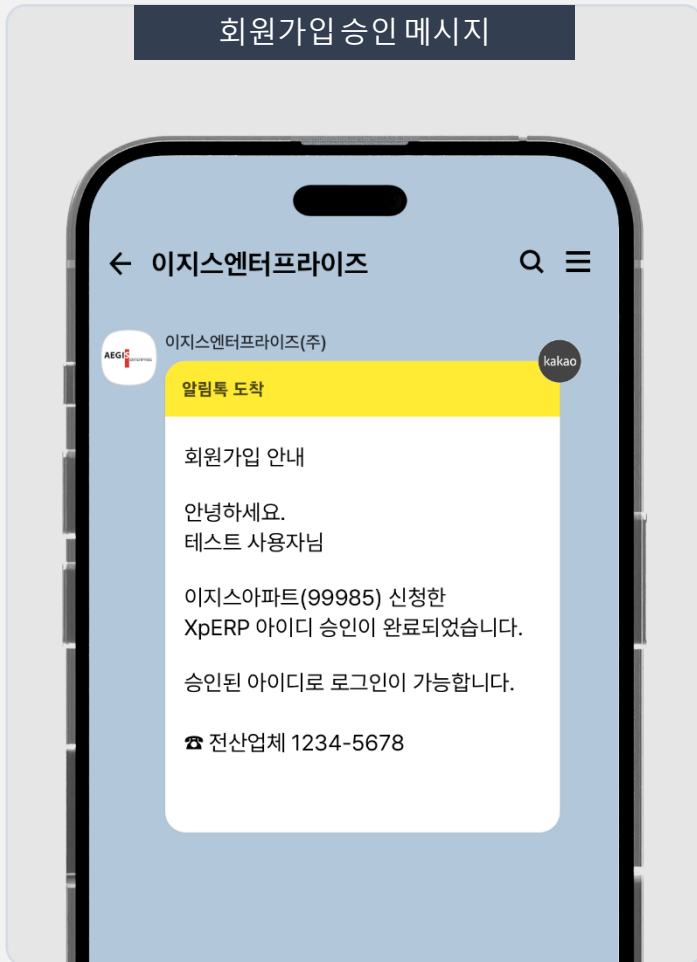 회원가입 승인 메시지
이지스엔터프라이즈
AEGIS ENTERPRISE
이지스엔터프라이즈(주)
kakao
알림톡 도착
회원가입 안내
안녕하세요.
테스트 사용자님
이지스아파트(99985) 신청한
XpERP 아이디 승인이 완료되었습니다.
승인된 아이디로 로그인이 가능합니다.
☎ 전산업체 1234-5678